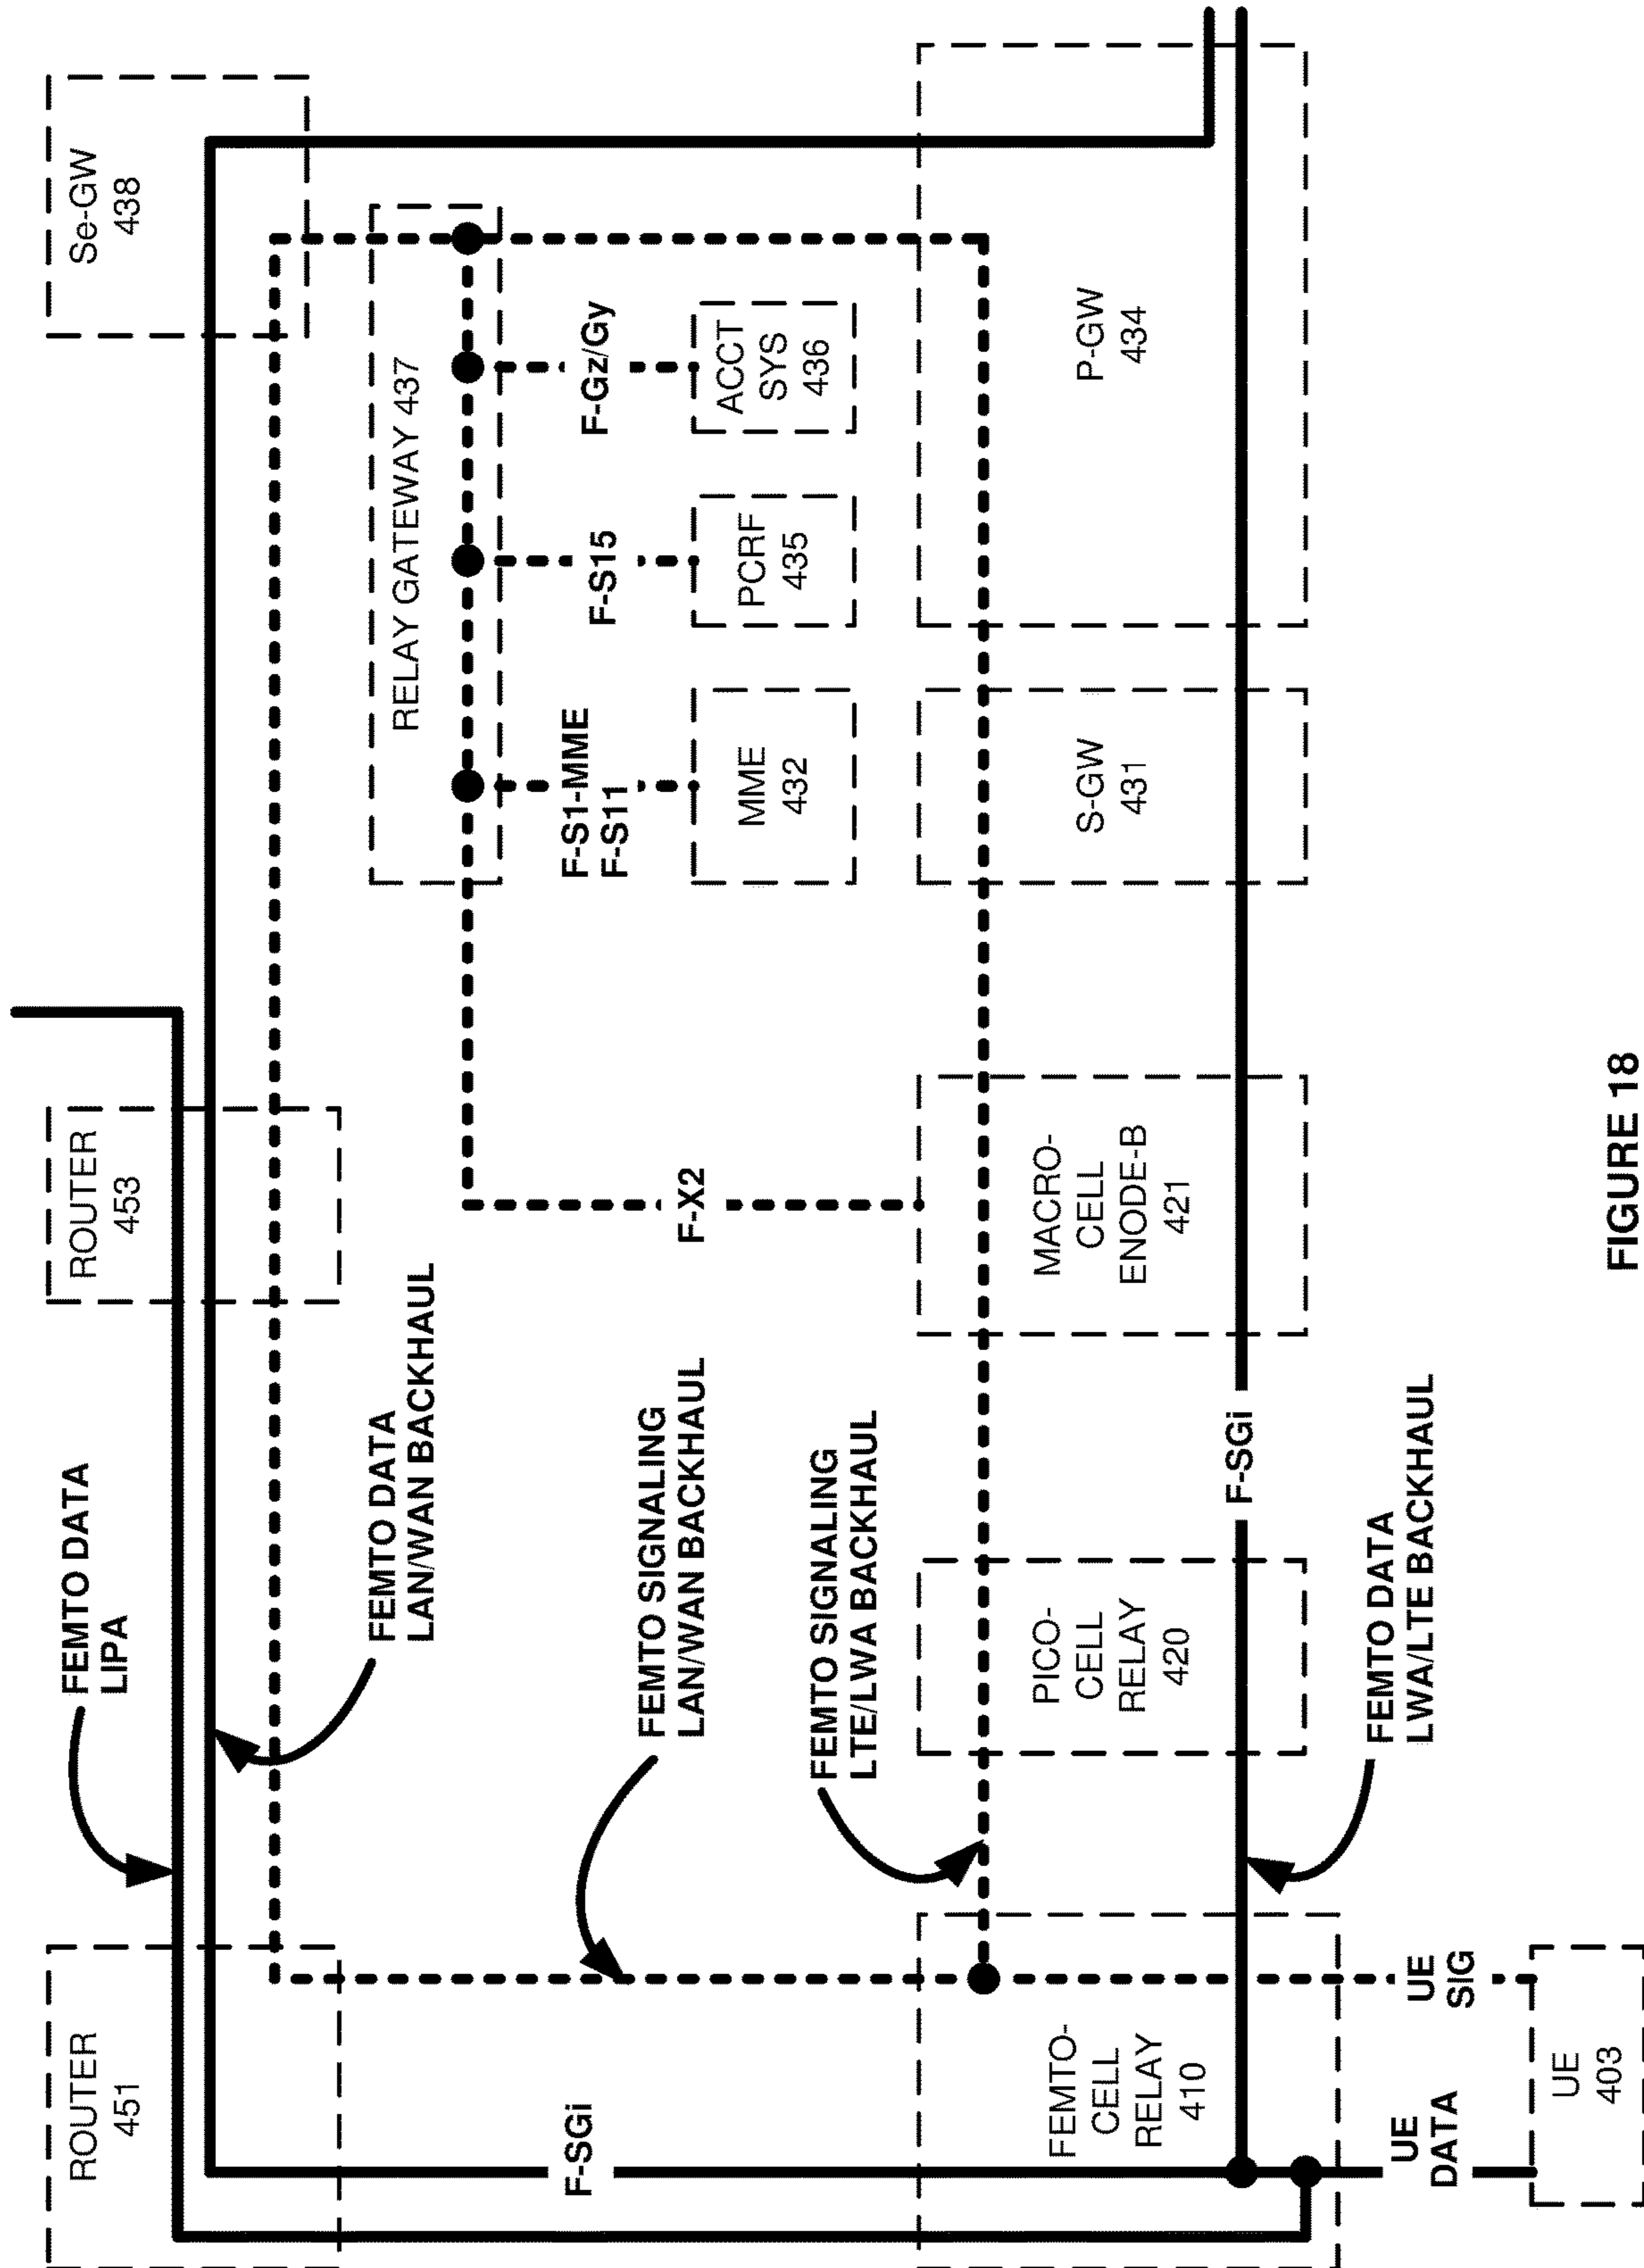 ROUTER
451
ROUTER
453
Se-GW
438
FEMTO DATA
LIPA
FEMTO DATA
LAN/WAN BACKHAUL
RELAY GATEWAY 437
F-SGi
FEMTO SIGNALING
LAN/WAN BACKHAUL
F-X2
F-S1-MME
F-S11
F-S15
F-Gz/Gy
MME
432
PCRF
435
ACCT
SYS
436
FEMTO SIGNALING
LTE/LWA BACKHAUL
FEMTO-
CELL
RELAY
410
PICO-
CELL
RELAY
420
MACRO-
CELL
ENODE-B
421
S-GW
431
P-GW
434
F-SGi
FEMTO DATA
LWA/LTE BACKHAUL
UE
DATA
UE
SIG
UE
403
FIGURE 18